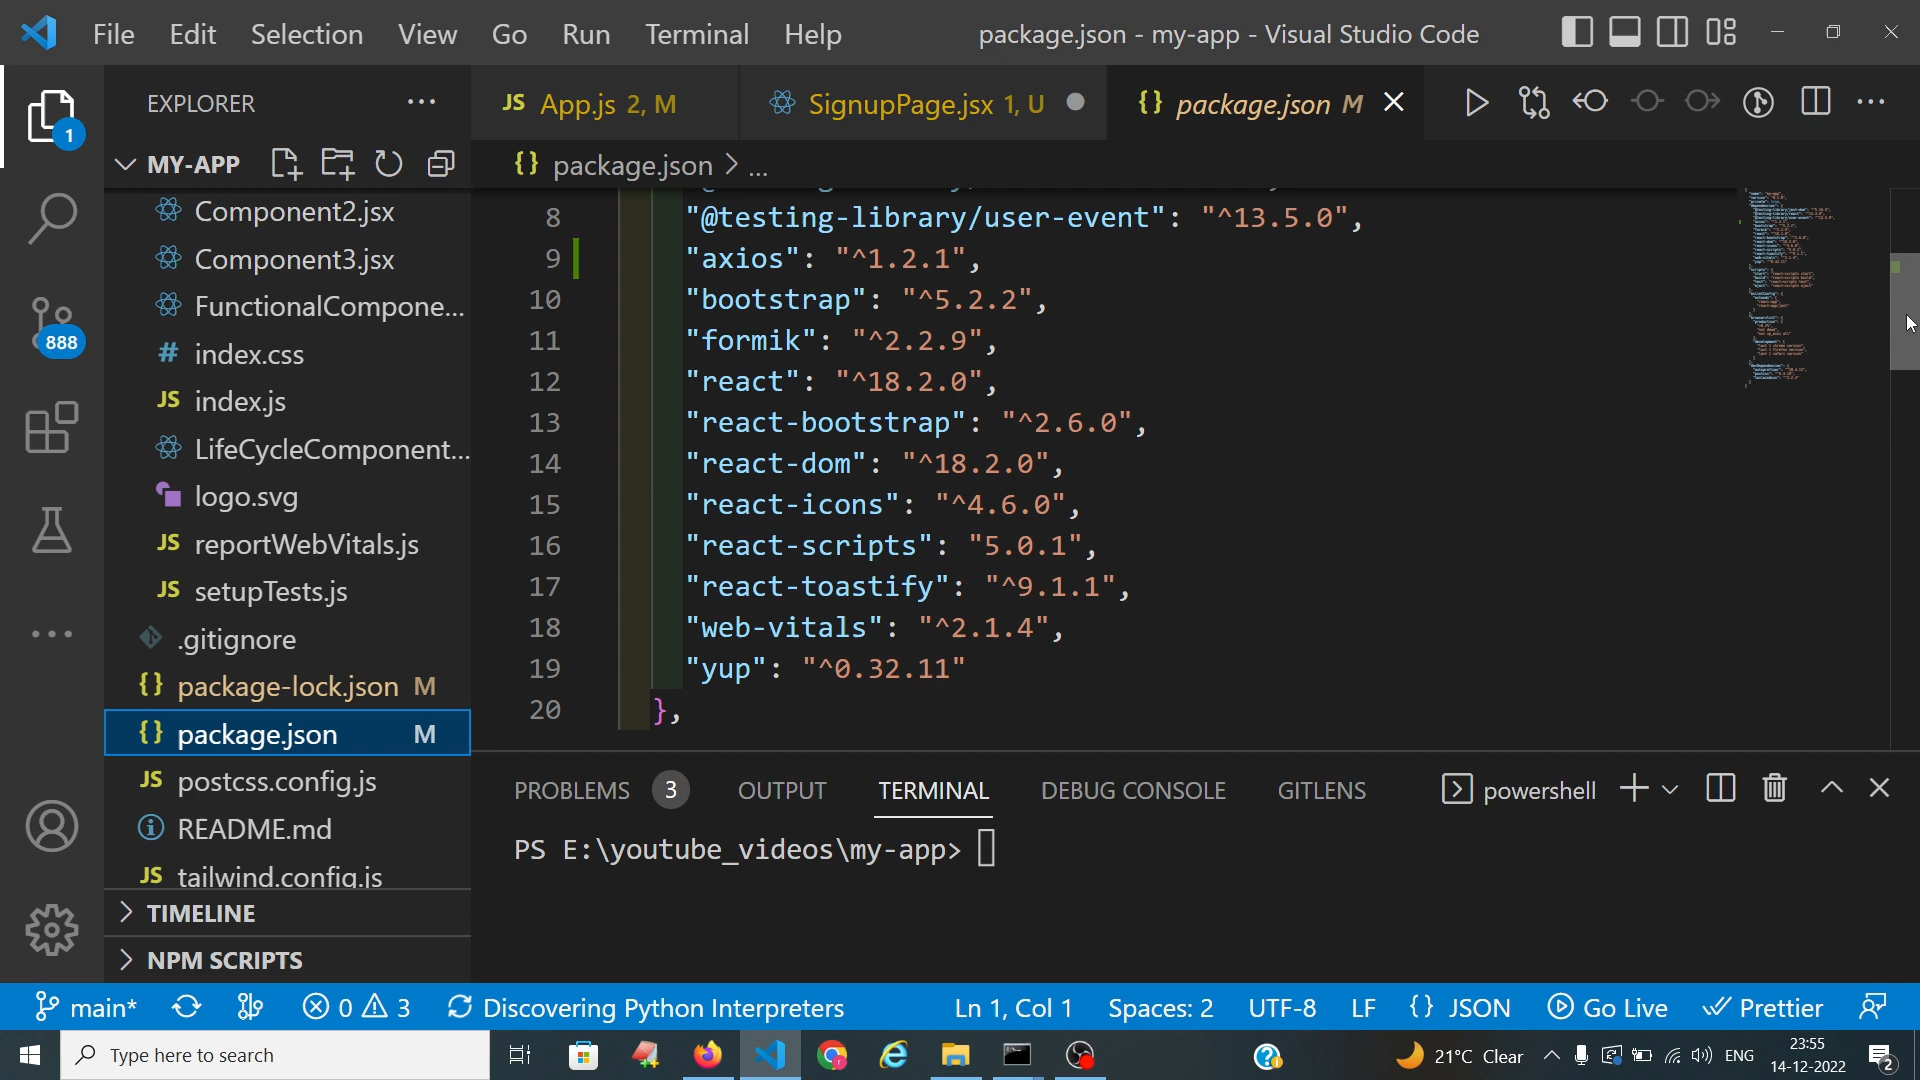 File Edit Selection View Go Run Terminal Help package.json - my-app - Visual Studio Code
EXPLORER
JS App.js 2, M SignupPage.jsx 1, U {} package.json M
MY-APP
{} package.json > ...
Component2.jsx
Component3.jsx
FunctionalCompone...
# index.css
JS index.js
LifeCycleComponent...
logo.svg
JS reportWebVitals.js
JS setupTests.js
.gitignore
{} package-lock.json M
{} package.json M
JS postcss.config.js
README.md
JS tailwind.config.js
TIMELINE
NPM SCRIPTS
1
888
8 "@testing-library/user-event": "^13.5.0",
9 "axios": "^1.2.1",
10 "bootstrap": "^5.2.2",
11 "formik": "^2.2.9",
12 "react": "^18.2.0",
13 "react-bootstrap": "^2.6.0",
14 "react-dom": "^18.2.0",
15 "react-icons": "^4.6.0",
16 "react-scripts": "5.0.1",
17 "react-toastify": "^9.1.1",
18 "web-vitals": "^2.1.4",
19 "yup": "^0.32.11"
20 },
PROBLEMS 3 OUTPUT TERMINAL DEBUG CONSOLE GITLENS powershell
PS E:\youtube_videos\my-app>
main* 0 3 Discovering Python Interpreters Ln 1, Col 1 Spaces: 2 UTF-8 LF {} JSON Go Live Prettier
Type here to search
21°C Clear
ENG
23:55
14-12-2022
2